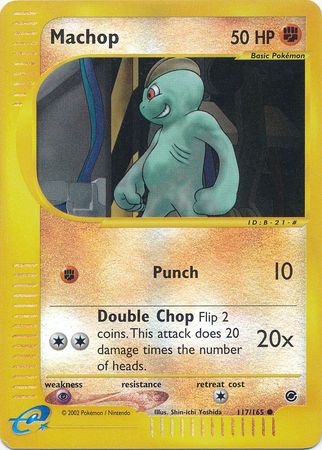 Machop
50 HP
Basic Pokémon
ID:B-21-#
Punch 10
Double Chop Flip 2
coins. This attack does 20
damage times the number
of heads.
20x
weakness resistance retreat cost
e
© 2002 Pokémon / Nintendo Illus. Shin-ichi Yoshida 117/165